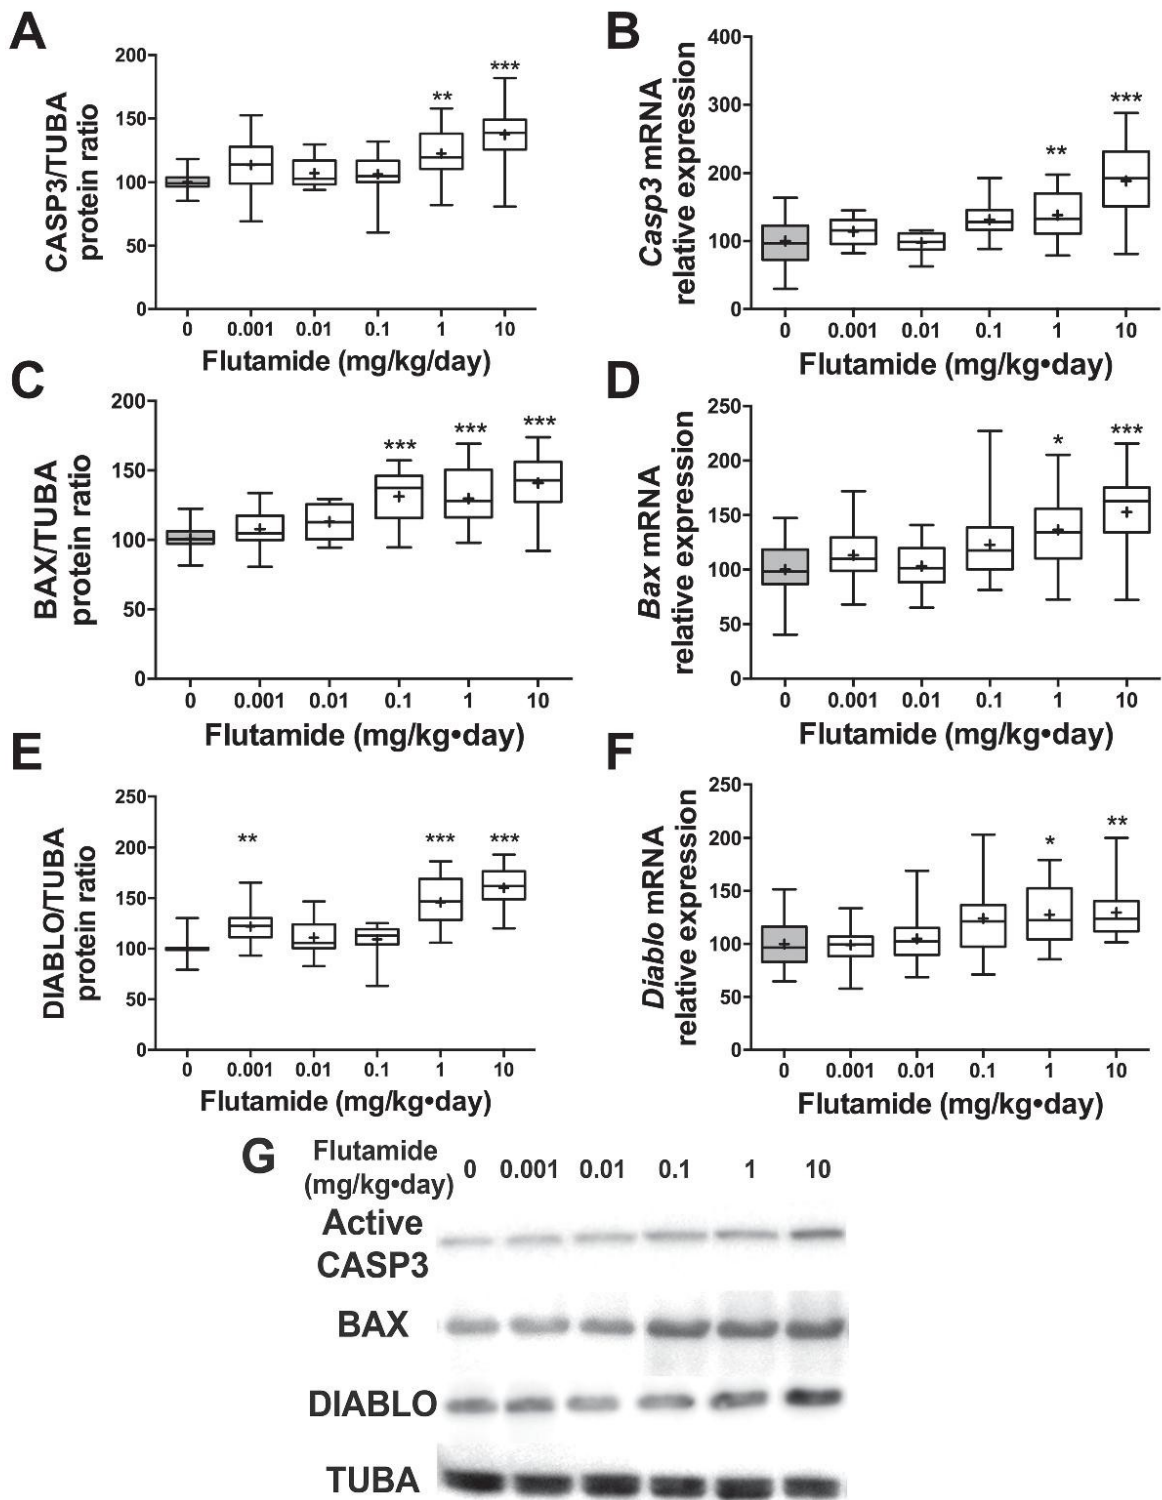 A
CASP3/TUBA
protein ratio
200
150
100
50
0
**
***
0 0.001 0.01 0.1 1 10
Flutamide (mg/kg/day)
B
Casp3 mRNA
relative expression
400
300
200
100
0
**
***
0 0.001 0.01 0.1 1 10
Flutamide (mg/kg•day)
C
BAX/TUBA
protein ratio
200
150
100
50
0
***
***
***
0 0.001 0.01 0.1 1 10
Flutamide (mg/kg•day)
D
Bax mRNA
relative expression
250
200
150
100
50
0
*
***
0 0.001 0.01 0.1 1 10
Flutamide (mg/kg•day)
E
DIABLO/TUBA
protein ratio
250
200
150
100
50
0
**
***
***
0 0.001 0.01 0.1 1 10
Flutamide (mg/kg•day)
F
Diablo mRNA
relative expression
250
200
150
100
50
0
*
**
0 0.001 0.01 0.1 1 10
Flutamide (mg/kg•day)
G
Flutamide
(mg/kg•day) 0 0.001 0.01 0.1 1 10
Active
CASP3
BAX
DIABLO
TUBA